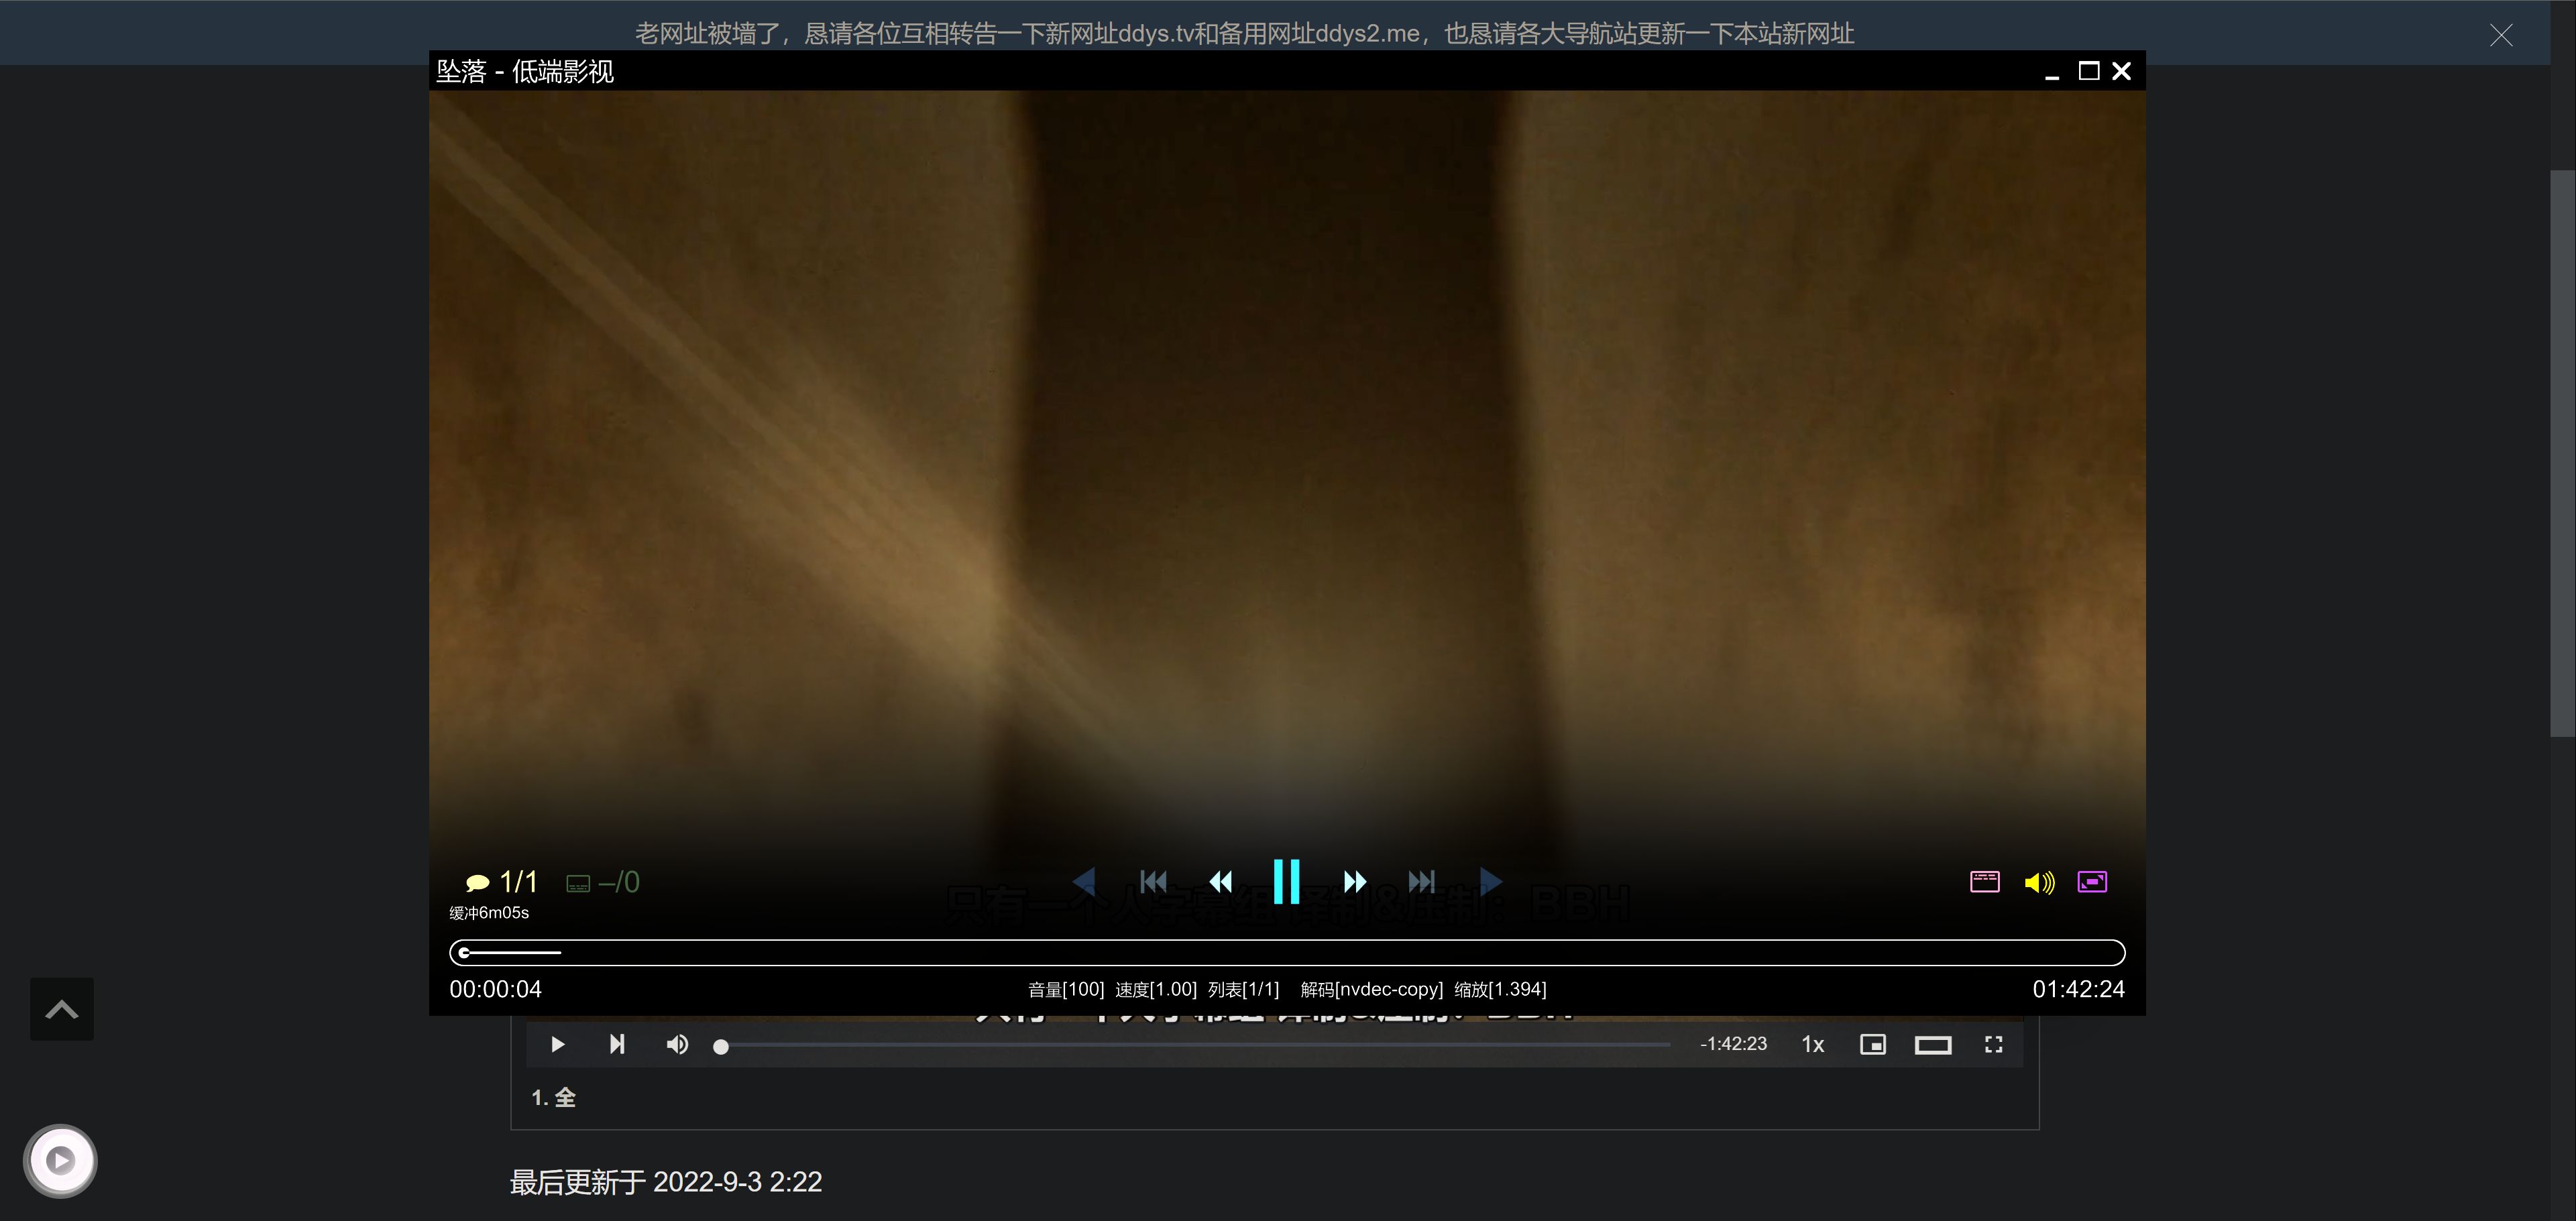 老网址被墙了，恳请各位互相转告一下新网址ddys.tv和备用网址ddys2.me，也恳请各大导航站更新一下本站新网址
坠落 - 低端影视
1/1 –/0
只有一个人字幕组 译制&压制：BBH
缓冲6m05s
00:00:04 音量[100] 速度[1.00] 列表[1/1] 解码[nvdec-copy] 缩放[1.394] 01:42:24
-1:42:23 1x
1. 全
最后更新于 2022-9-3 2:22